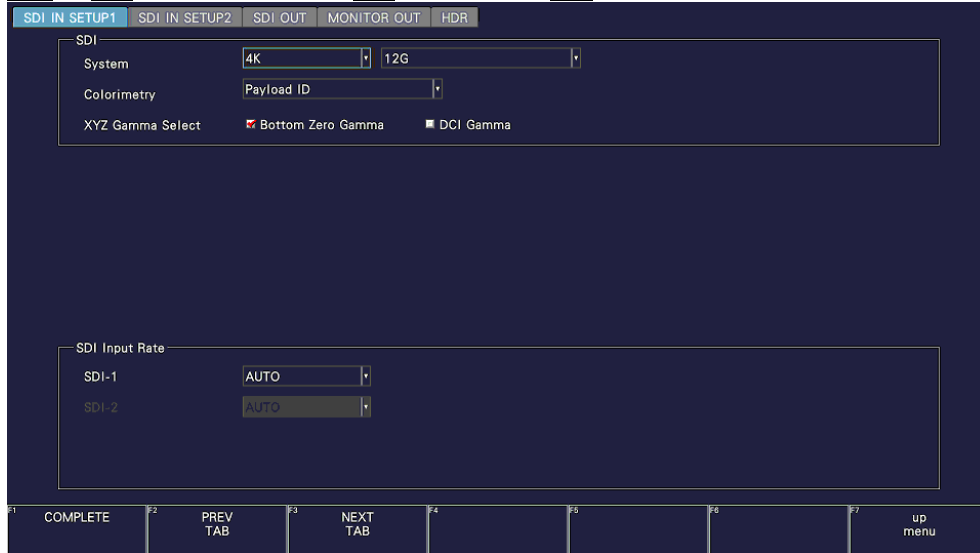 SDI IN SETUP1 SDI IN SETUP2 SDI OUT MONITOR OUT HDR
SDI
System 4K 12G
Colorimetry Payload ID
XYZ Gamma Select Bottom Zero Gamma DCI Gamma
SDI Input Rate
SDI-1 AUTO
SDI-2 AUTO
F1 COMPLETE F2 PREV TAB F3 NEXT TAB F4 F5 F6 F7 up menu